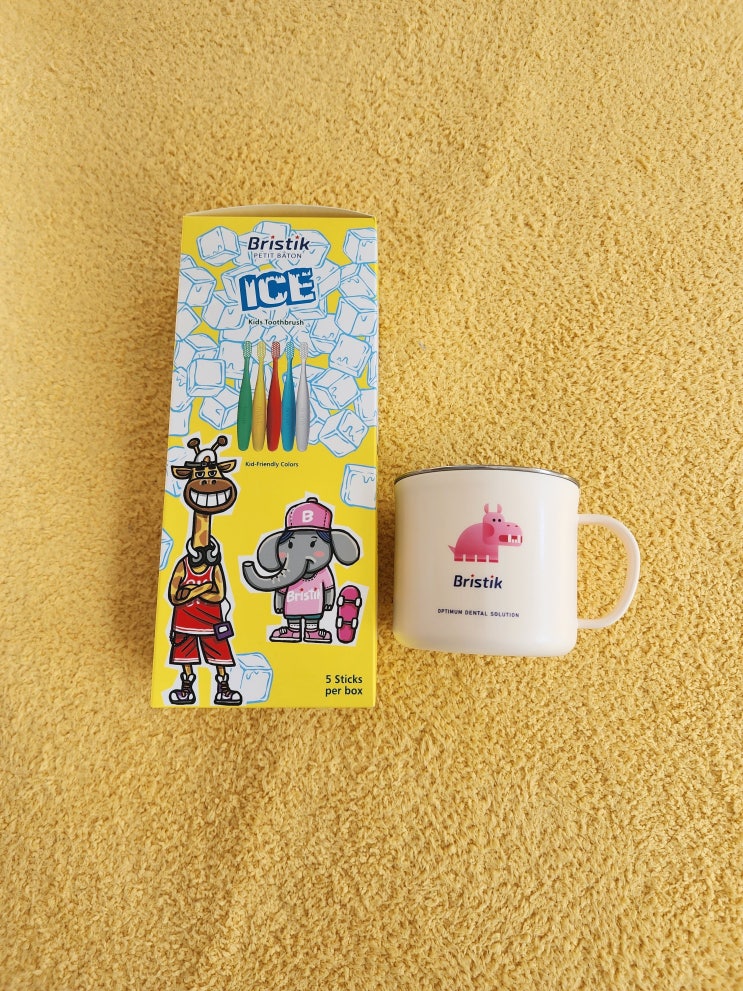 Bristik
PETIT BÂTON
ICE
Kids Toothbrush
Kid-Friendly Colors
B
Bristik
5 Sticks
per box
Bristik
OPTIMUM DENTAL SOLUTION